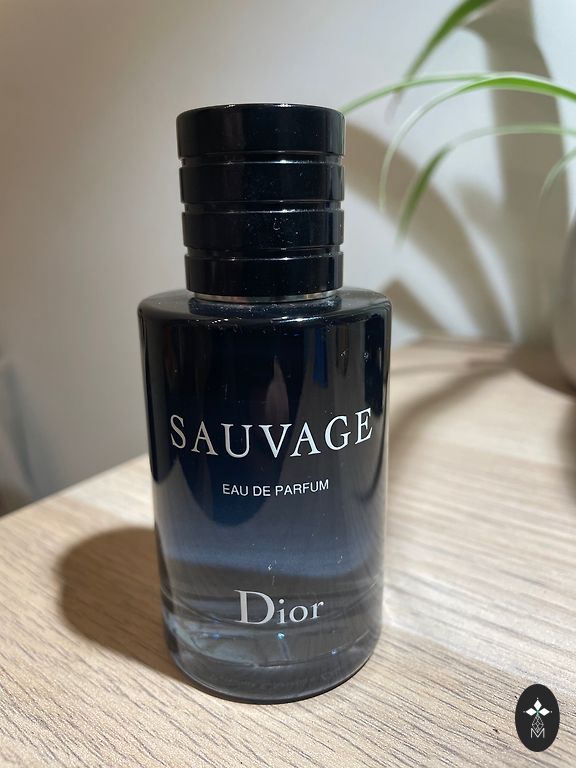 SAUVAGE
EAU DE PARFUM
Dior
M